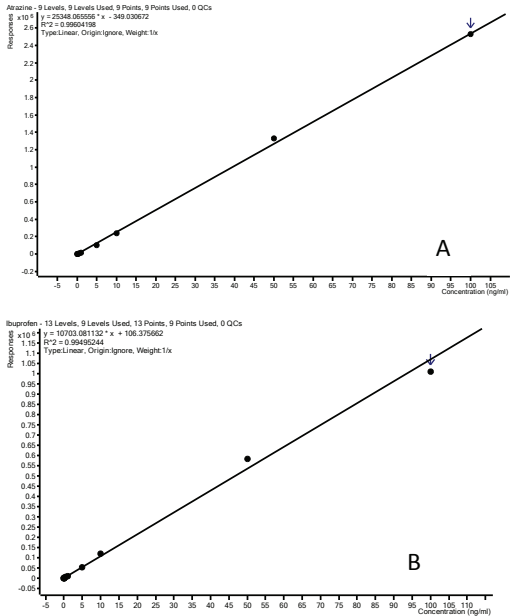 Atrazine - 9 Levels, 9 Levels Used, 9 Points, 9 Points Used, 0 QCs
Responses
x10 6
y = 25348.065556 * x - 349.030672
R^2 = 0.99604198
Type:Linear, Origin:Ignore, Weight:1/x
2.6
2.4
2.2
2
1.8
1.6
1.4
1.2
1
0.8
0.6
0.4
0.2
0
-0.2
A
-5 0 5 10 15 20 25 30 35 40 45 50 55 60 65 70 75 80 85 90 95 100 105
Concentration (ng/ml)
Ibuprofen - 13 Levels, 9 Levels Used, 13 Points, 9 Points Used, 0 QCs
Responses
x10 6
y = 10703.081132 * x + 106.375662
R^2 = 0.99495244
Type:Linear, Origin:Ignore, Weight:1/x
1.15
1.1
1.05
1
0.95
0.9
0.85
0.8
0.75
0.7
0.65
0.6
0.55
0.5
0.45
0.4
0.35
0.3
0.25
0.2
0.15
0.1
0.05
0
-0.05
B
-5 0 5 10 15 20 25 30 35 40 45 50 55 60 65 70 75 80 85 90 95 100 105 110
Concentration (ng/ml)